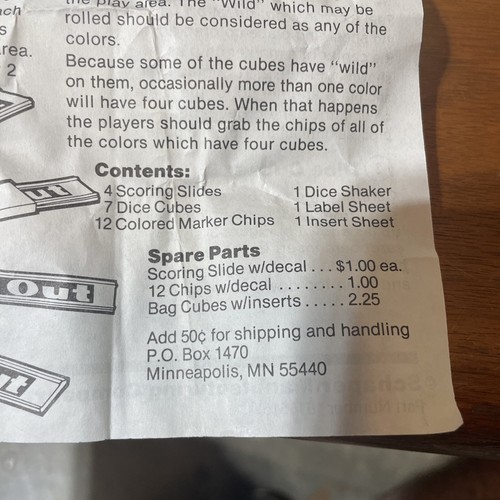 the play area. The "Wild" which may be
rolled should be considered as any of the
colors.
Because some of the cubes have "wild"
on them, occasionally more than one color
will have four cubes. When that happens
the players should grab the chips of all of
the colors which have four cubes.
Contents:
4 Scoring Slides
7 Dice Cubes
12 Colored Marker Chips
1 Dice Shaker
1 Label Sheet
1 Insert Sheet
Spare Parts
Scoring Slide w/decal . . . $1.00 ea.
12 Chips w/decal . . . . . . . . 1.00
Bag Cubes w/inserts . . . . . 2.25
Add 50¢ for shipping and handling
P.O. Box 1470
Minneapolis, MN 55440
2
Out